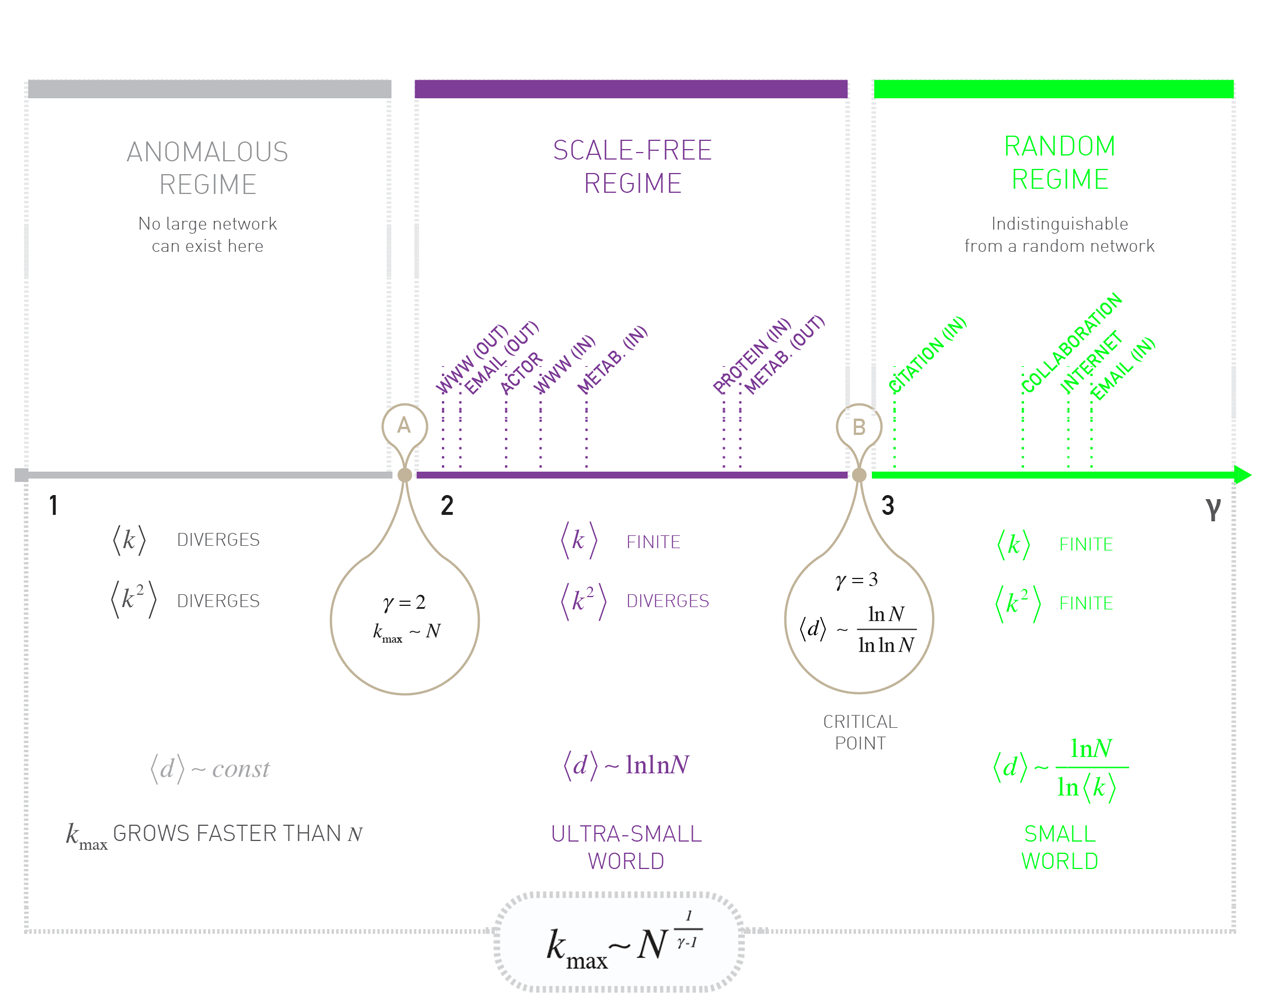 ANOMALOUS
REGIME
No large network
can exist here
SCALE-FREE
REGIME
RANDOM
REGIME
Indistinguishable
from a random network
WWW (OUT)
EMAIL (OUT)
ACTOR
WWW (IN)
METAB. (IN)
PROTEIN (IN)
METAB. (OUT)
CITATION (IN)
COLLABORATION
INTERNET
EMAIL (IN)
A
B
1
2
3
γ
⟨k⟩ DIVERGES
⟨k²⟩ DIVERGES
γ = 2
k_max ~ N
⟨k⟩ FINITE
⟨k²⟩ DIVERGES
γ = 3
⟨d⟩ ~ lnN / ln lnN
CRITICAL
POINT
⟨k⟩ FINITE
⟨k²⟩ FINITE
⟨d⟩ ~ const
k_max GROWS FASTER THAN N
⟨d⟩ ~ lnlnN
ULTRA-SMALL
WORLD
⟨d⟩ ~ lnN / ln⟨k⟩
SMALL
WORLD
k_max ~ N^(1/(γ-1))